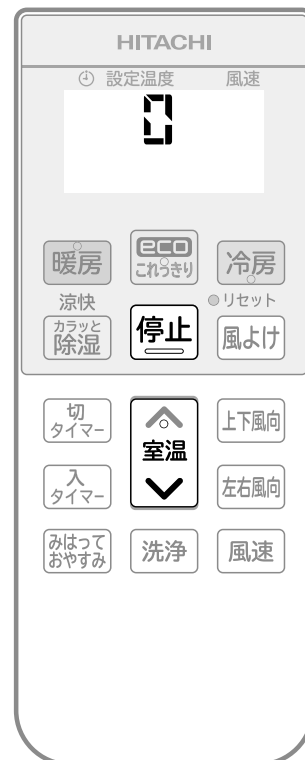 HITACHI
設定温度 風速
0
暖房
eco
これっきり
冷房
涼快
カラッと
除湿
停止
リセット
風よけ
切
タイマー
室温
上下風向
入
タイマー
左右風向
みはって
おやすみ
洗浄
風速